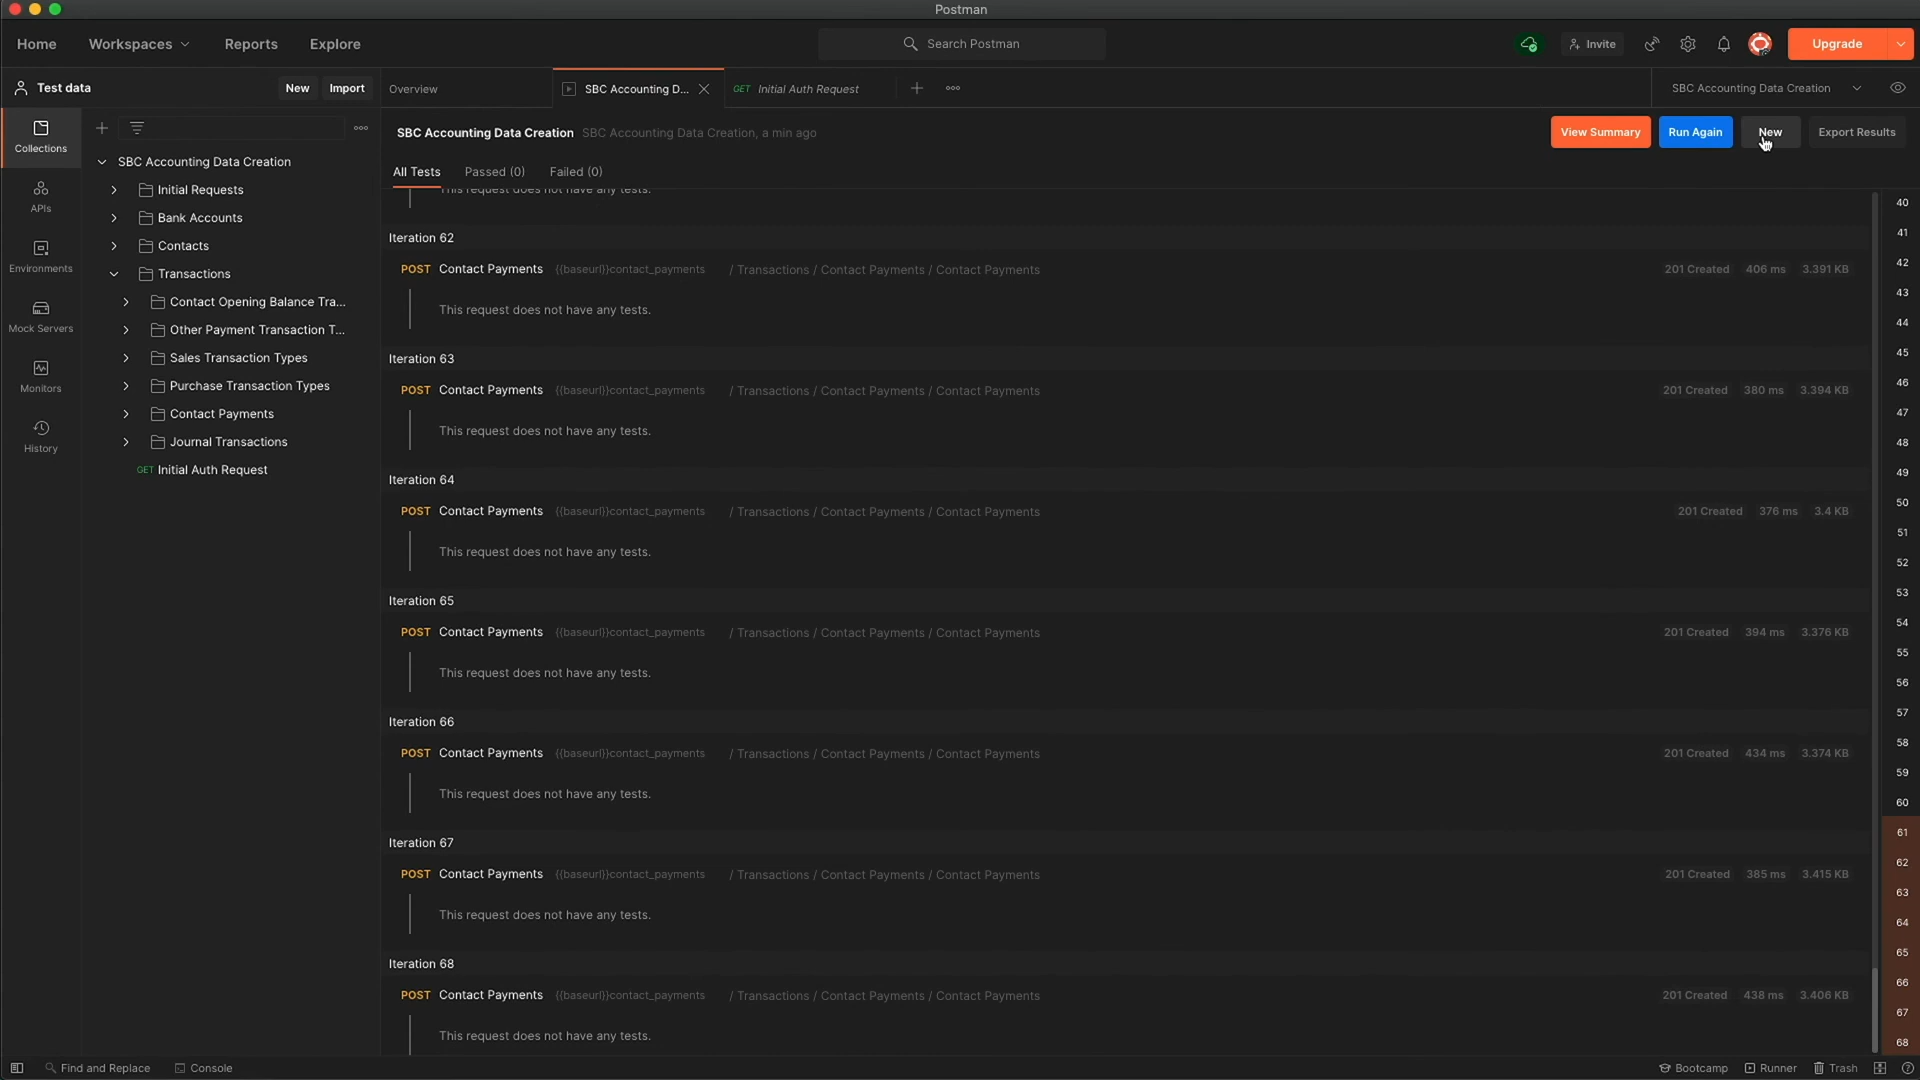 Postman
Home Workspaces Reports Explore Search Postman Invite Upgrade
Test data New Import Overview SBC Accounting D... GET Initial Auth Request SBC Accounting Data Creation
SBC Accounting Data Creation SBC Accounting Data Creation, a min ago View Summary Run Again New Export Results
All Tests Passed (0) Failed (0)
Collections
APIs
Environments
Mock Servers
Monitors
History
SBC Accounting Data Creation
Initial Requests
Bank Accounts
Contacts
Transactions
Contact Opening Balance Tra...
Other Payment Transaction T...
Sales Transaction Types
Purchase Transaction Types
Contact Payments
Journal Transactions
GET Initial Auth Request
This request does not have any tests.
Iteration 62
POST Contact Payments {{baseurl}}contact_payments / Transactions / Contact Payments / Contact Payments 201 Created 406 ms 3.391 KB
This request does not have any tests.
Iteration 63
POST Contact Payments {{baseurl}}contact_payments / Transactions / Contact Payments / Contact Payments 201 Created 380 ms 3.394 KB
This request does not have any tests.
Iteration 64
POST Contact Payments {{baseurl}}contact_payments / Transactions / Contact Payments / Contact Payments 201 Created 376 ms 3.4 KB
This request does not have any tests.
Iteration 65
POST Contact Payments {{baseurl}}contact_payments / Transactions / Contact Payments / Contact Payments 201 Created 394 ms 3.376 KB
This request does not have any tests.
Iteration 66
POST Contact Payments {{baseurl}}contact_payments / Transactions / Contact Payments / Contact Payments 201 Created 434 ms 3.374 KB
This request does not have any tests.
Iteration 67
POST Contact Payments {{baseurl}}contact_payments / Transactions / Contact Payments / Contact Payments 201 Created 385 ms 3.415 KB
This request does not have any tests.
Iteration 68
POST Contact Payments {{baseurl}}contact_payments / Transactions / Contact Payments / Contact Payments 201 Created 438 ms 3.406 KB
This request does not have any tests.
40
41
42
43
44
45
46
47
48
49
50
51
52
53
54
55
56
57
58
59
60
61
62
63
64
65
66
67
68
Find and Replace Console Bootcamp Runner Trash